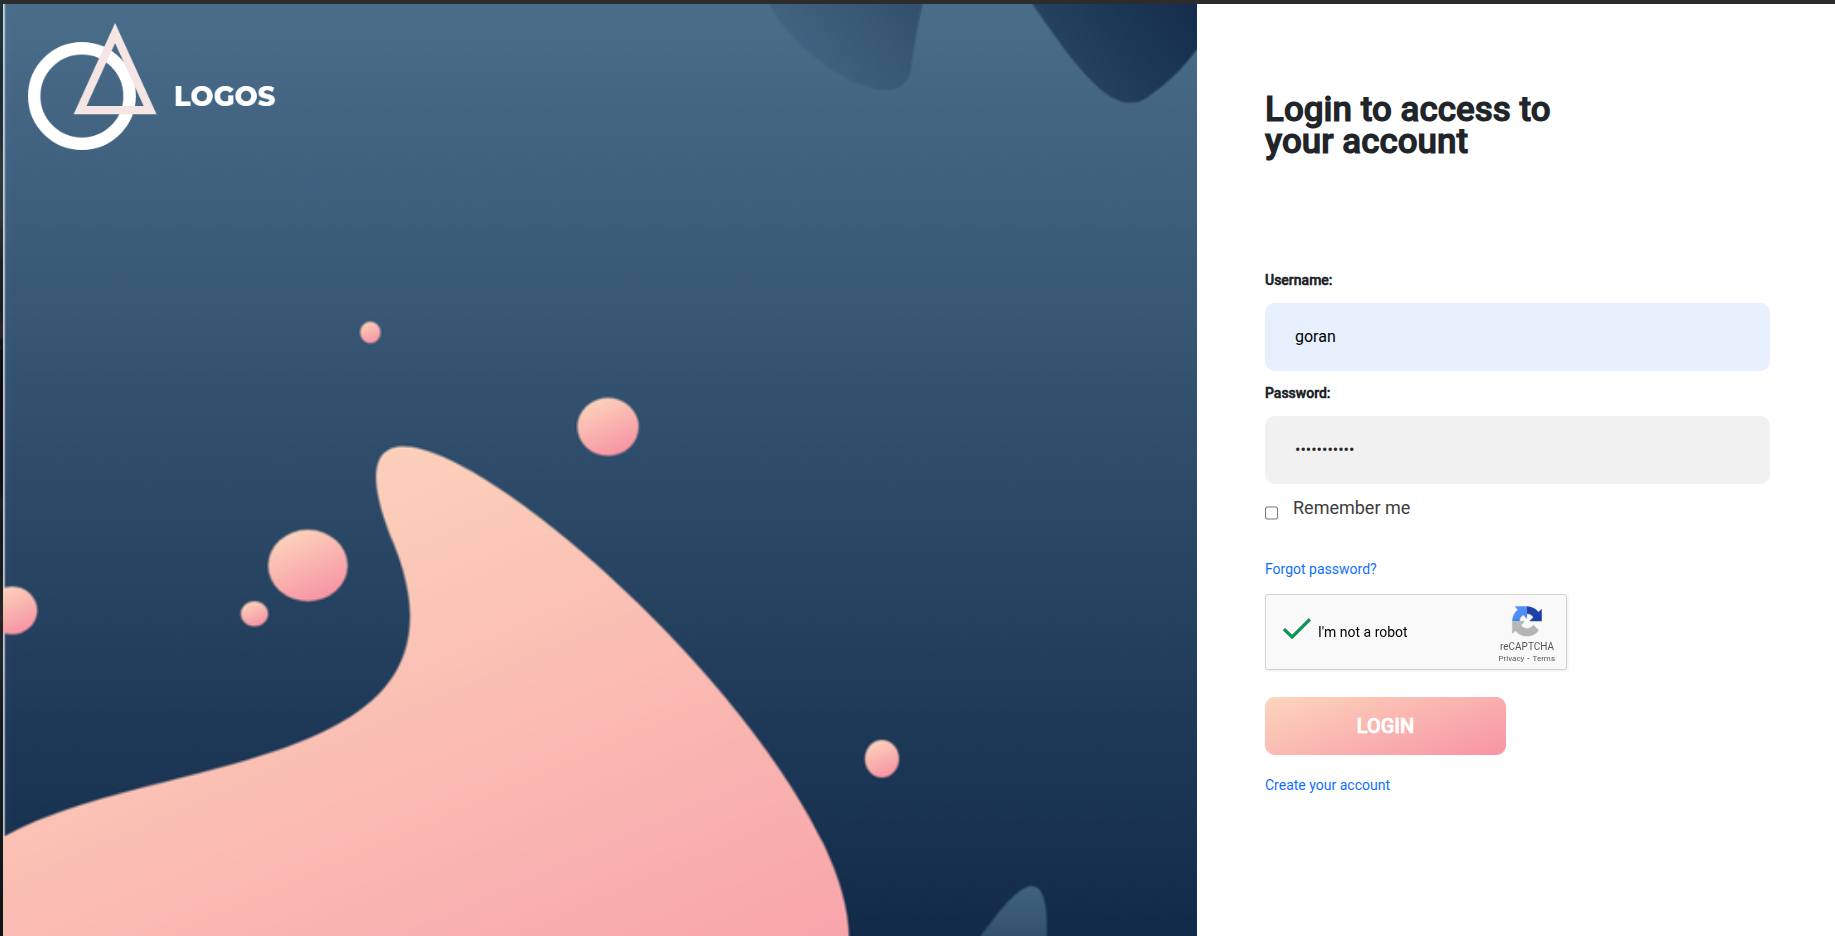 LOGOS
Login to access to
your account
Username:
goran
Password:
•••••••••••
Remember me
Forgot password?
I'm not a robot
reCAPTCHA
Privacy - Terms
LOGIN
Create your account